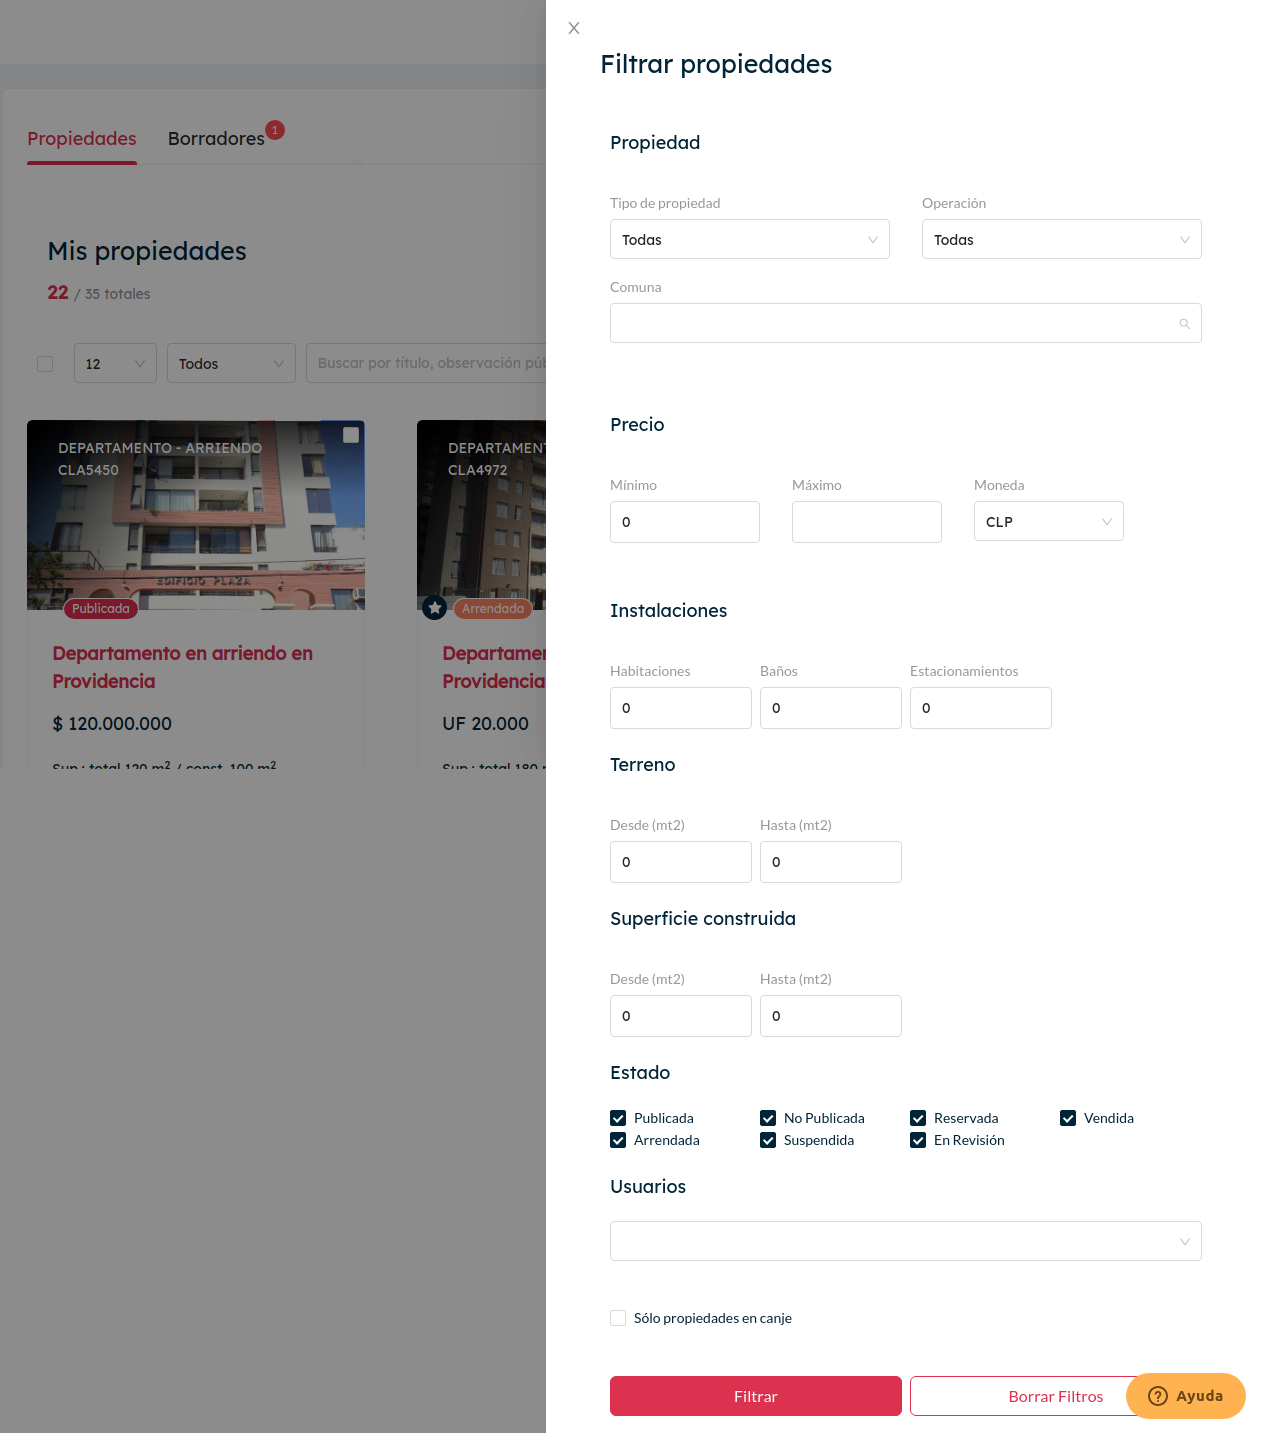 Filtrar propiedades
Propiedades
Borradores
1
Mis propiedades
22 / 35 totales
12
Todos
Buscar por título, observación púb
DEPARTAMENTO - ARRIENDO
CLA5450
EDIFICIO PLAZA
Publicada
Departamento en arriendo en
Providencia
$ 120.000.000
Sup.: total 120 m2 / const. 100 m2
DEPARTAMENT
CLA4972
Arrendada
Departamen
Providencia
UF 20.000
Sup.: total 180 m
Propiedad
Tipo de propiedad
Operación
Todas
Todas
Comuna
Precio
Mínimo
Máximo
Moneda
0
CLP
Instalaciones
Habitaciones
Baños
Estacionamientos
0
0
0
Terreno
Desde (mt2)
Hasta (mt2)
0
0
Superficie construida
Desde (mt2)
Hasta (mt2)
0
0
Estado
Publicada
No Publicada
Reservada
Vendida
Arrendada
Suspendida
En Revisión
Usuarios
Sólo propiedades en canje
Filtrar
Borrar Filtros
Ayuda